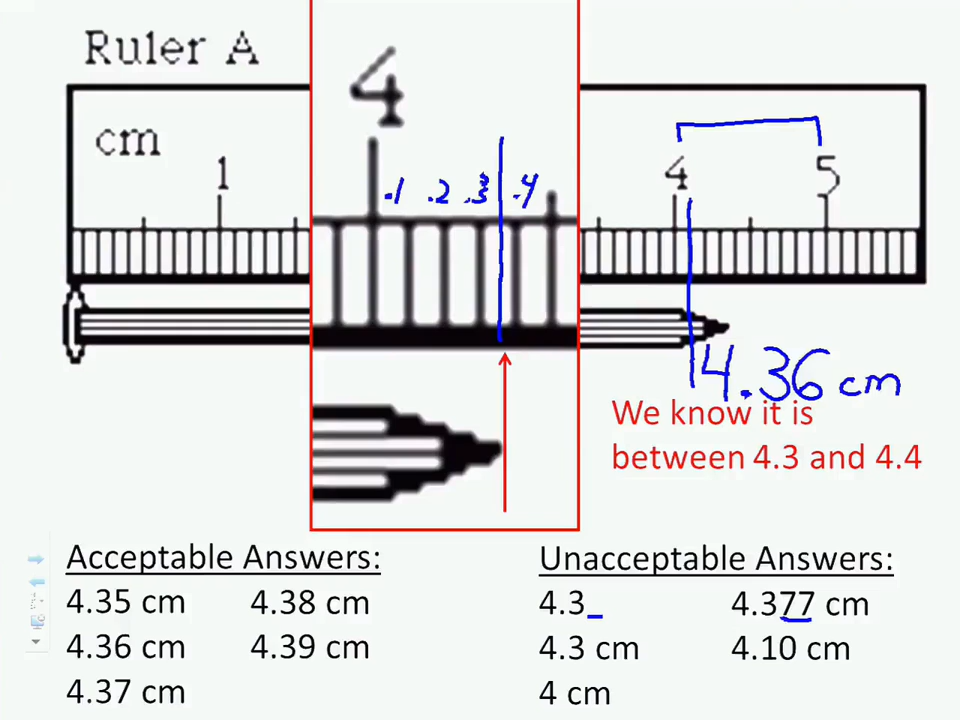 Ruler A
cm
1
4
4
5
.1 .2 .3 .4
4.36 cm
We know it is
between 4.3 and 4.4
Acceptable Answers:
4.35 cm 4.38 cm
4.36 cm 4.39 cm
4.37 cm
Unacceptable Answers:
4.3_ 4.377 cm
4.3 cm 4.10 cm
4 cm